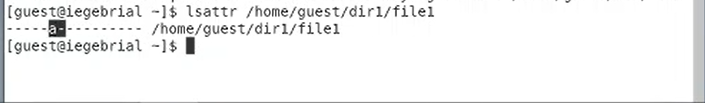 [guest@iegebrial ~]$ lsattr /home/guest/dir1/file1
-----a---------- /home/guest/dir1/file1
[guest@iegebrial ~]$